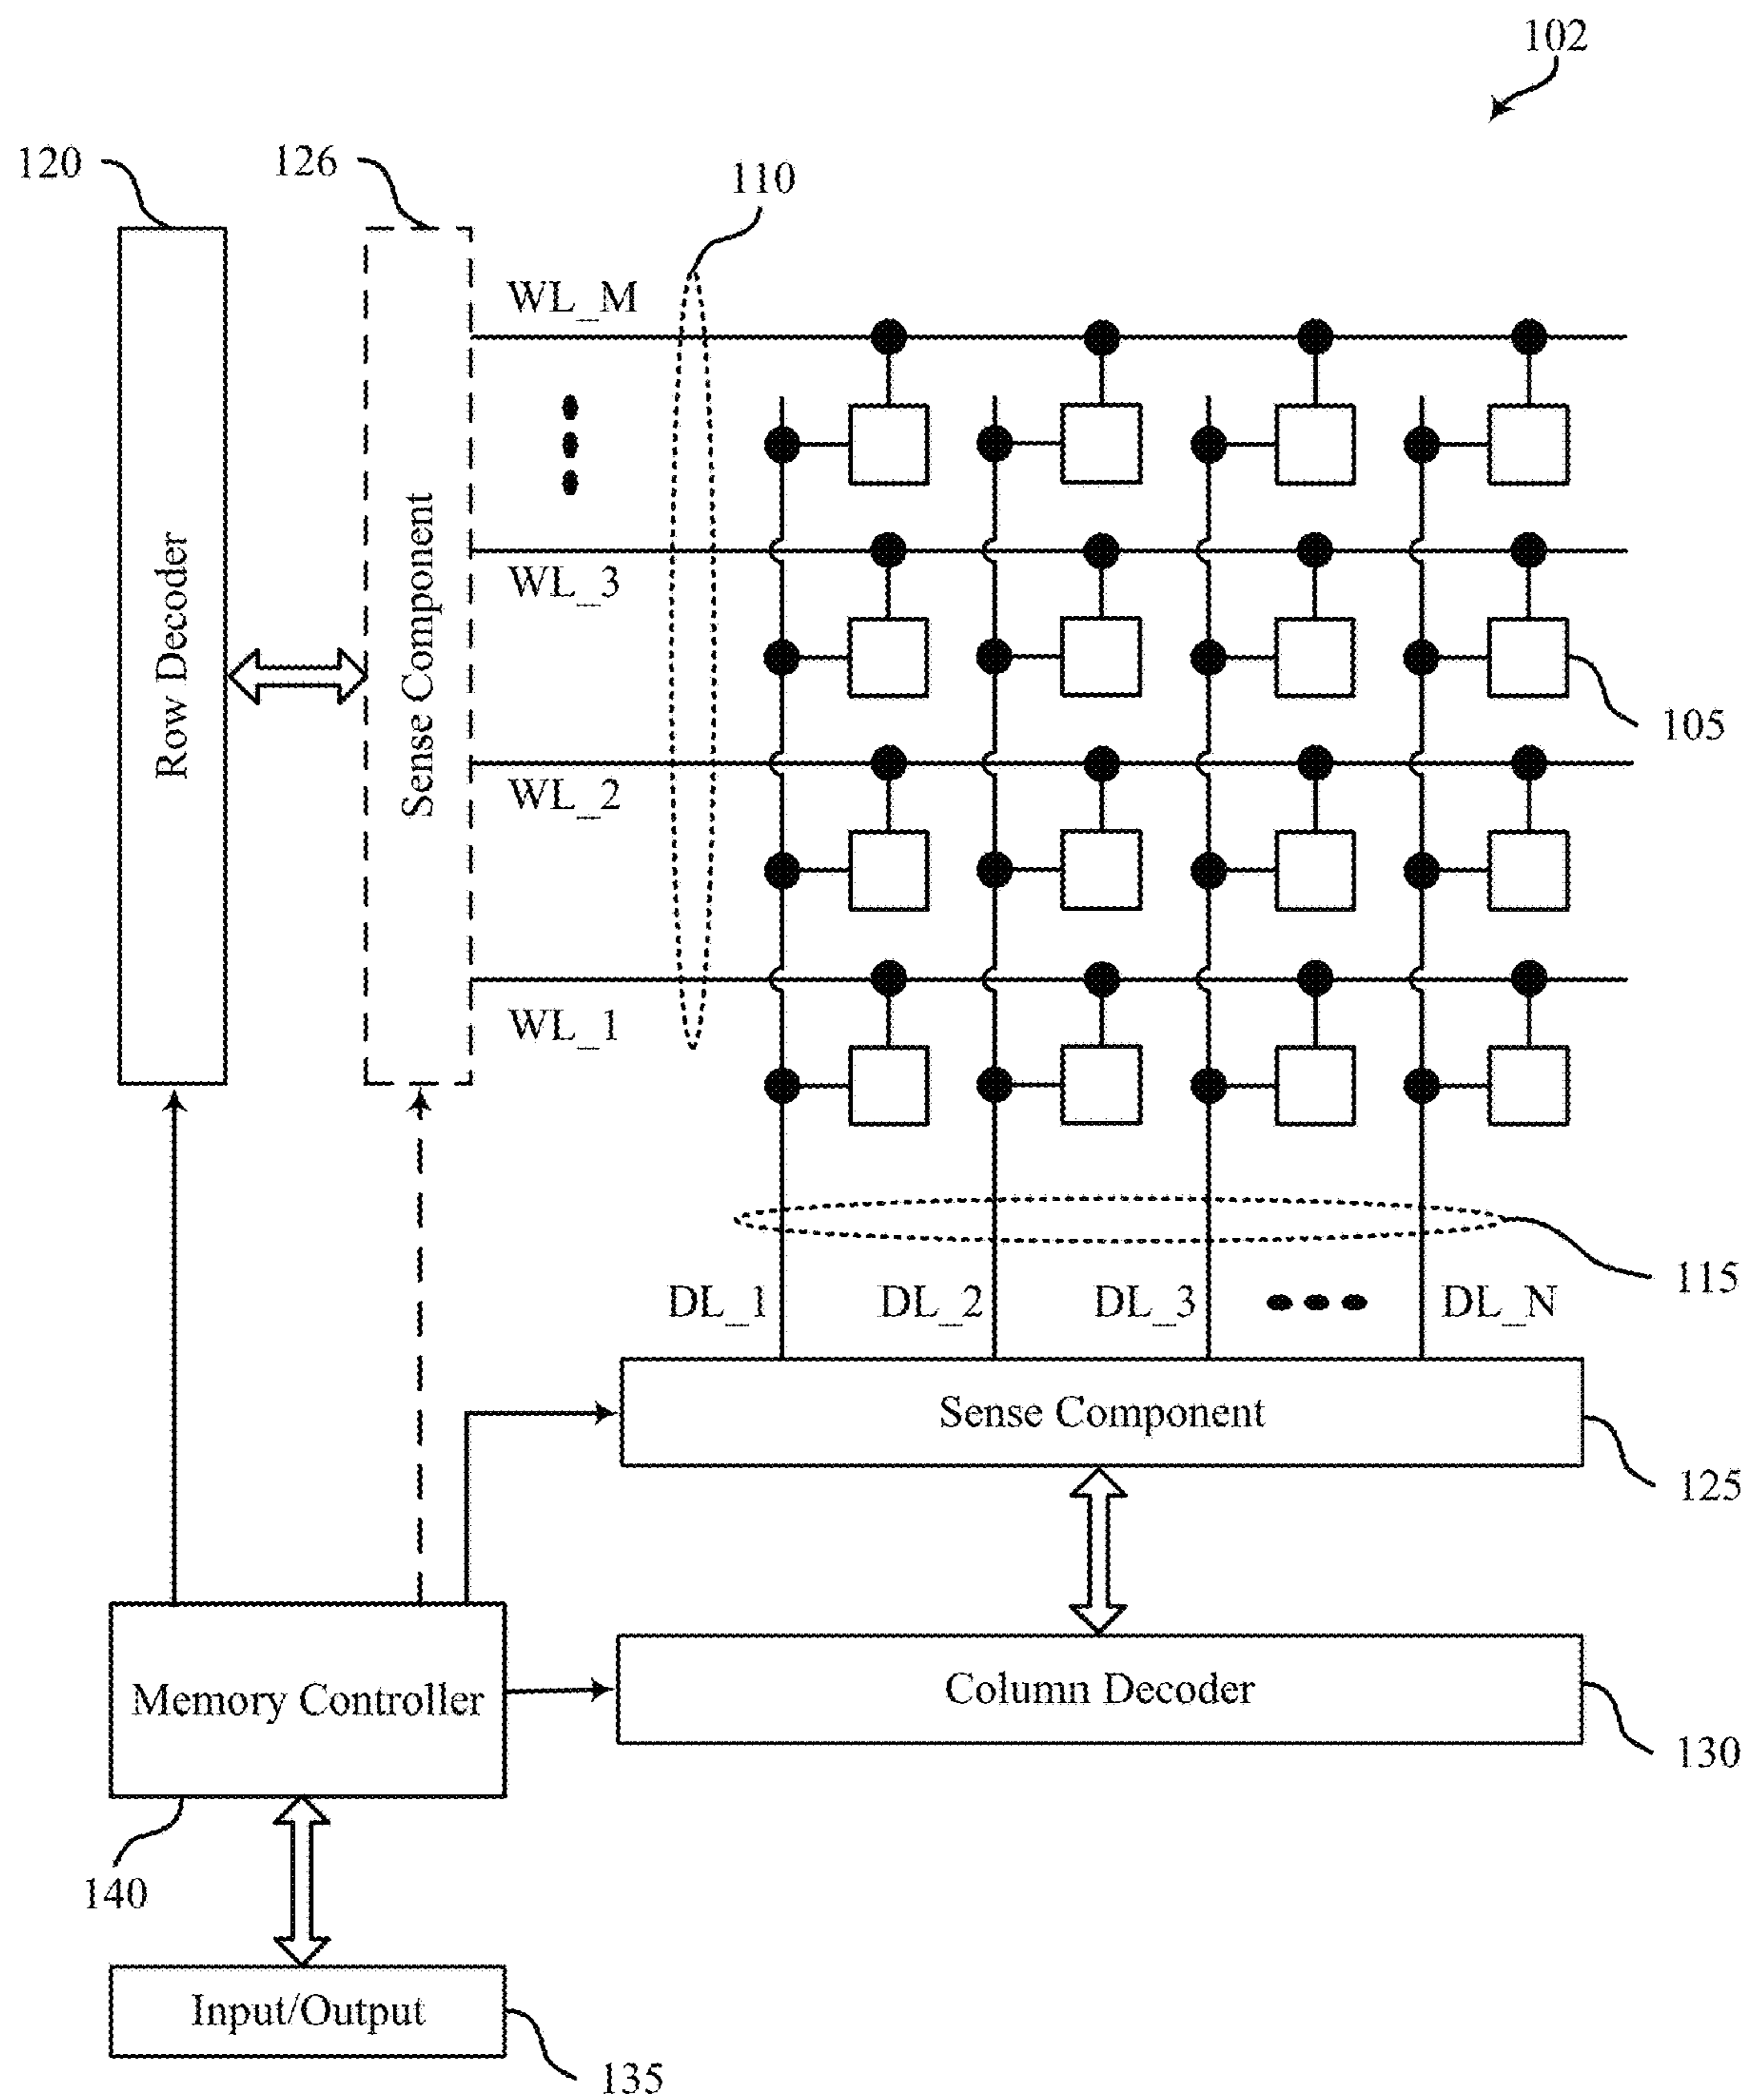 102
120
126
110
WL_M
Row Decoder
Sense Component
WL_3
105
WL_2
WL_1
115
DL_1
DL_2
DL_3
DL_N
Sense Component
125
Memory Controller
Column Decoder
130
140
Input/Output
135